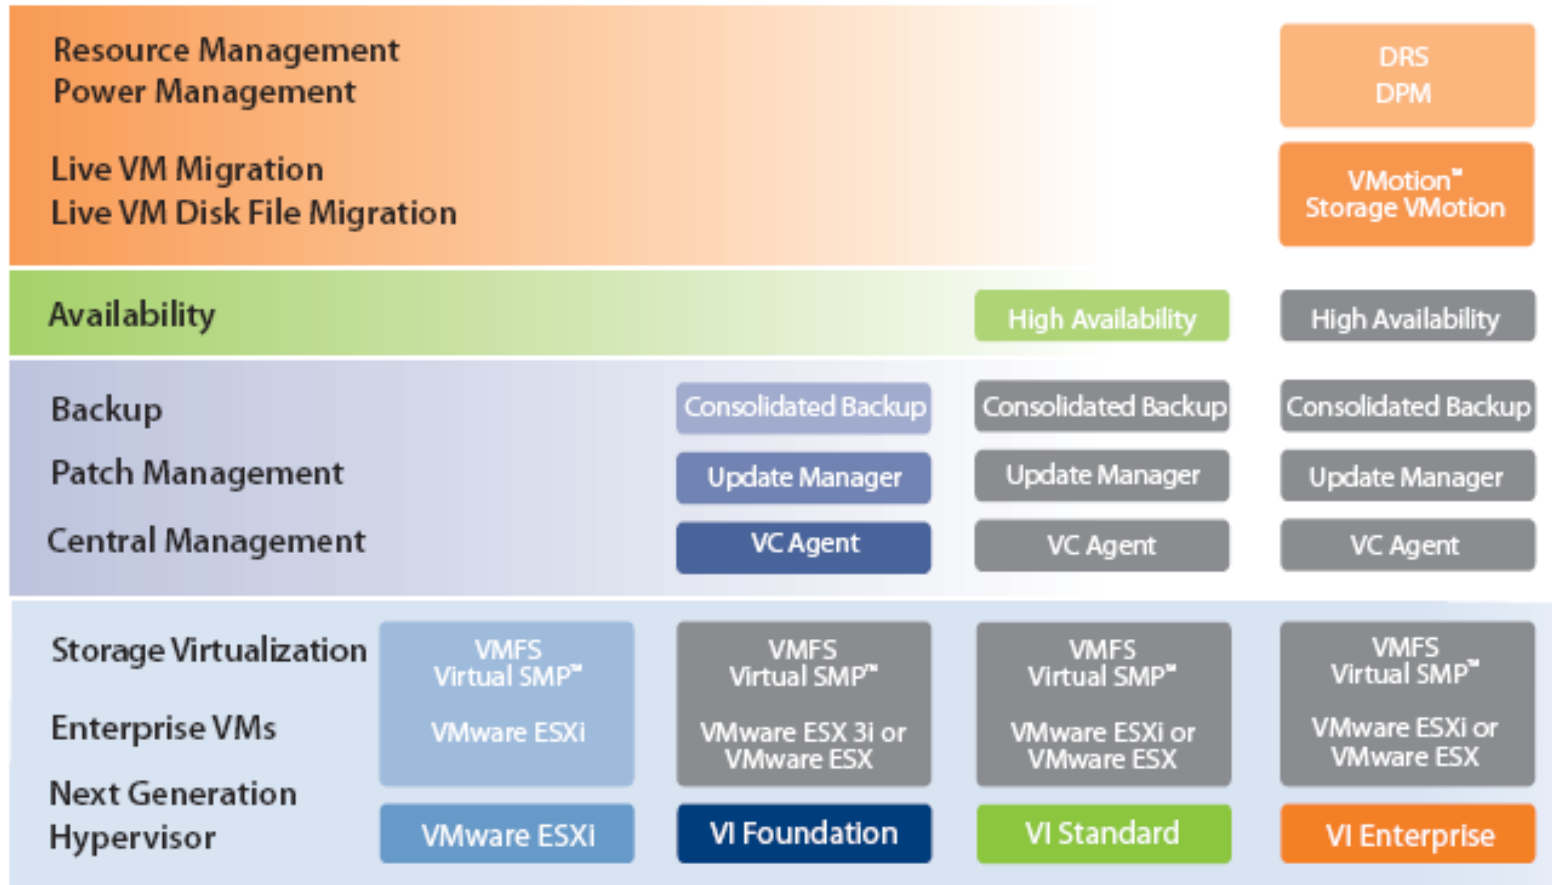 Resource Management
Power Management
DRS
DPM
Live VM Migration
Live VM Disk File Migration
VMotion™
Storage VMotion
Availability
High Availability
High Availability
Backup
Consolidated Backup
Consolidated Backup
Consolidated Backup
Patch Management
Update Manager
Update Manager
Update Manager
Central Management
VC Agent
VC Agent
VC Agent
Storage Virtualization
Enterprise VMs
Next Generation
Hypervisor
VMFS
Virtual SMP™
VMware ESXi
VMware ESXi
VMFS
Virtual SMP™
VMware ESX 3i or
VMware ESX
VI Foundation
VMFS
Virtual SMP™
VMware ESXi or
VMware ESX
VI Standard
VMFS
Virtual SMP™
VMware ESXi or
VMware ESX
VI Enterprise